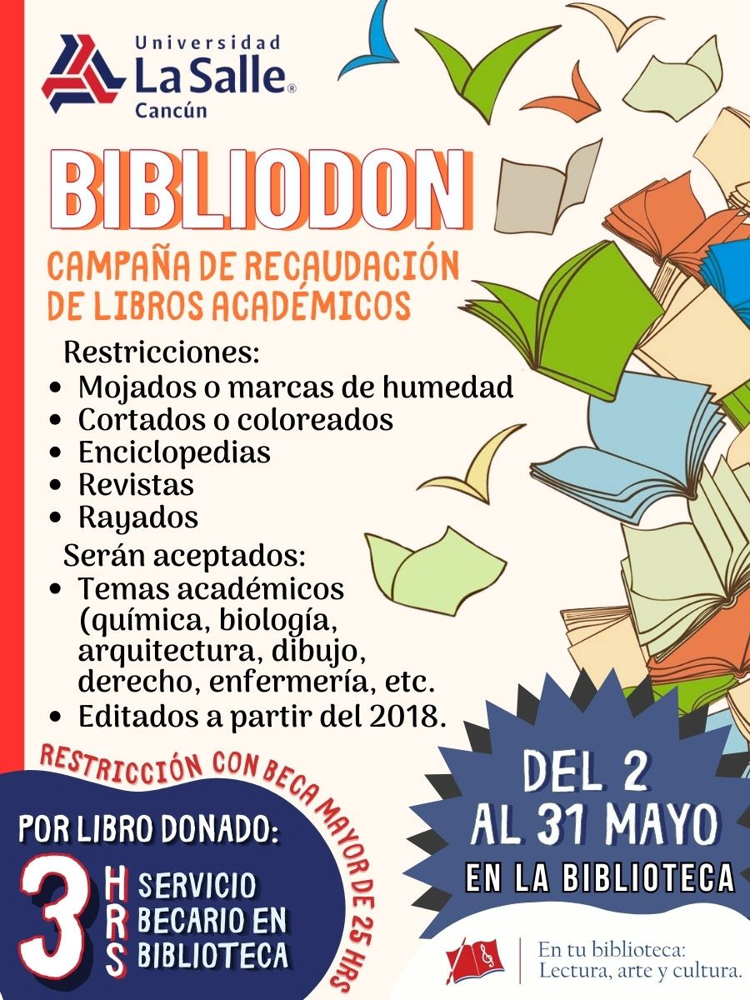 Universidad
La Salle®
Cancún
BIBLIODON
CAMPAÑA DE RECAUDACIÓN
DE LIBROS ACADÉMICOS
Restricciones:
• Mojados o marcas de humedad
• Cortados o coloreados
• Enciclopedias
• Revistas
• Rayados
Serán aceptados:
• Temas académicos
(química, biología,
arquitectura, dibujo,
derecho, enfermería, etc.
• Editados a partir del 2018.
RESTRICCIÓN CON BECA MAYOR DE 25 HRS
POR LIBRO DONADO:
3 HRS
SERVICIO
BECARIO EN
BIBLIOTECA
DEL 2
AL 31 MAYO
EN LA BIBLIOTECA
En tu biblioteca:
Lectura, arte y cultura.